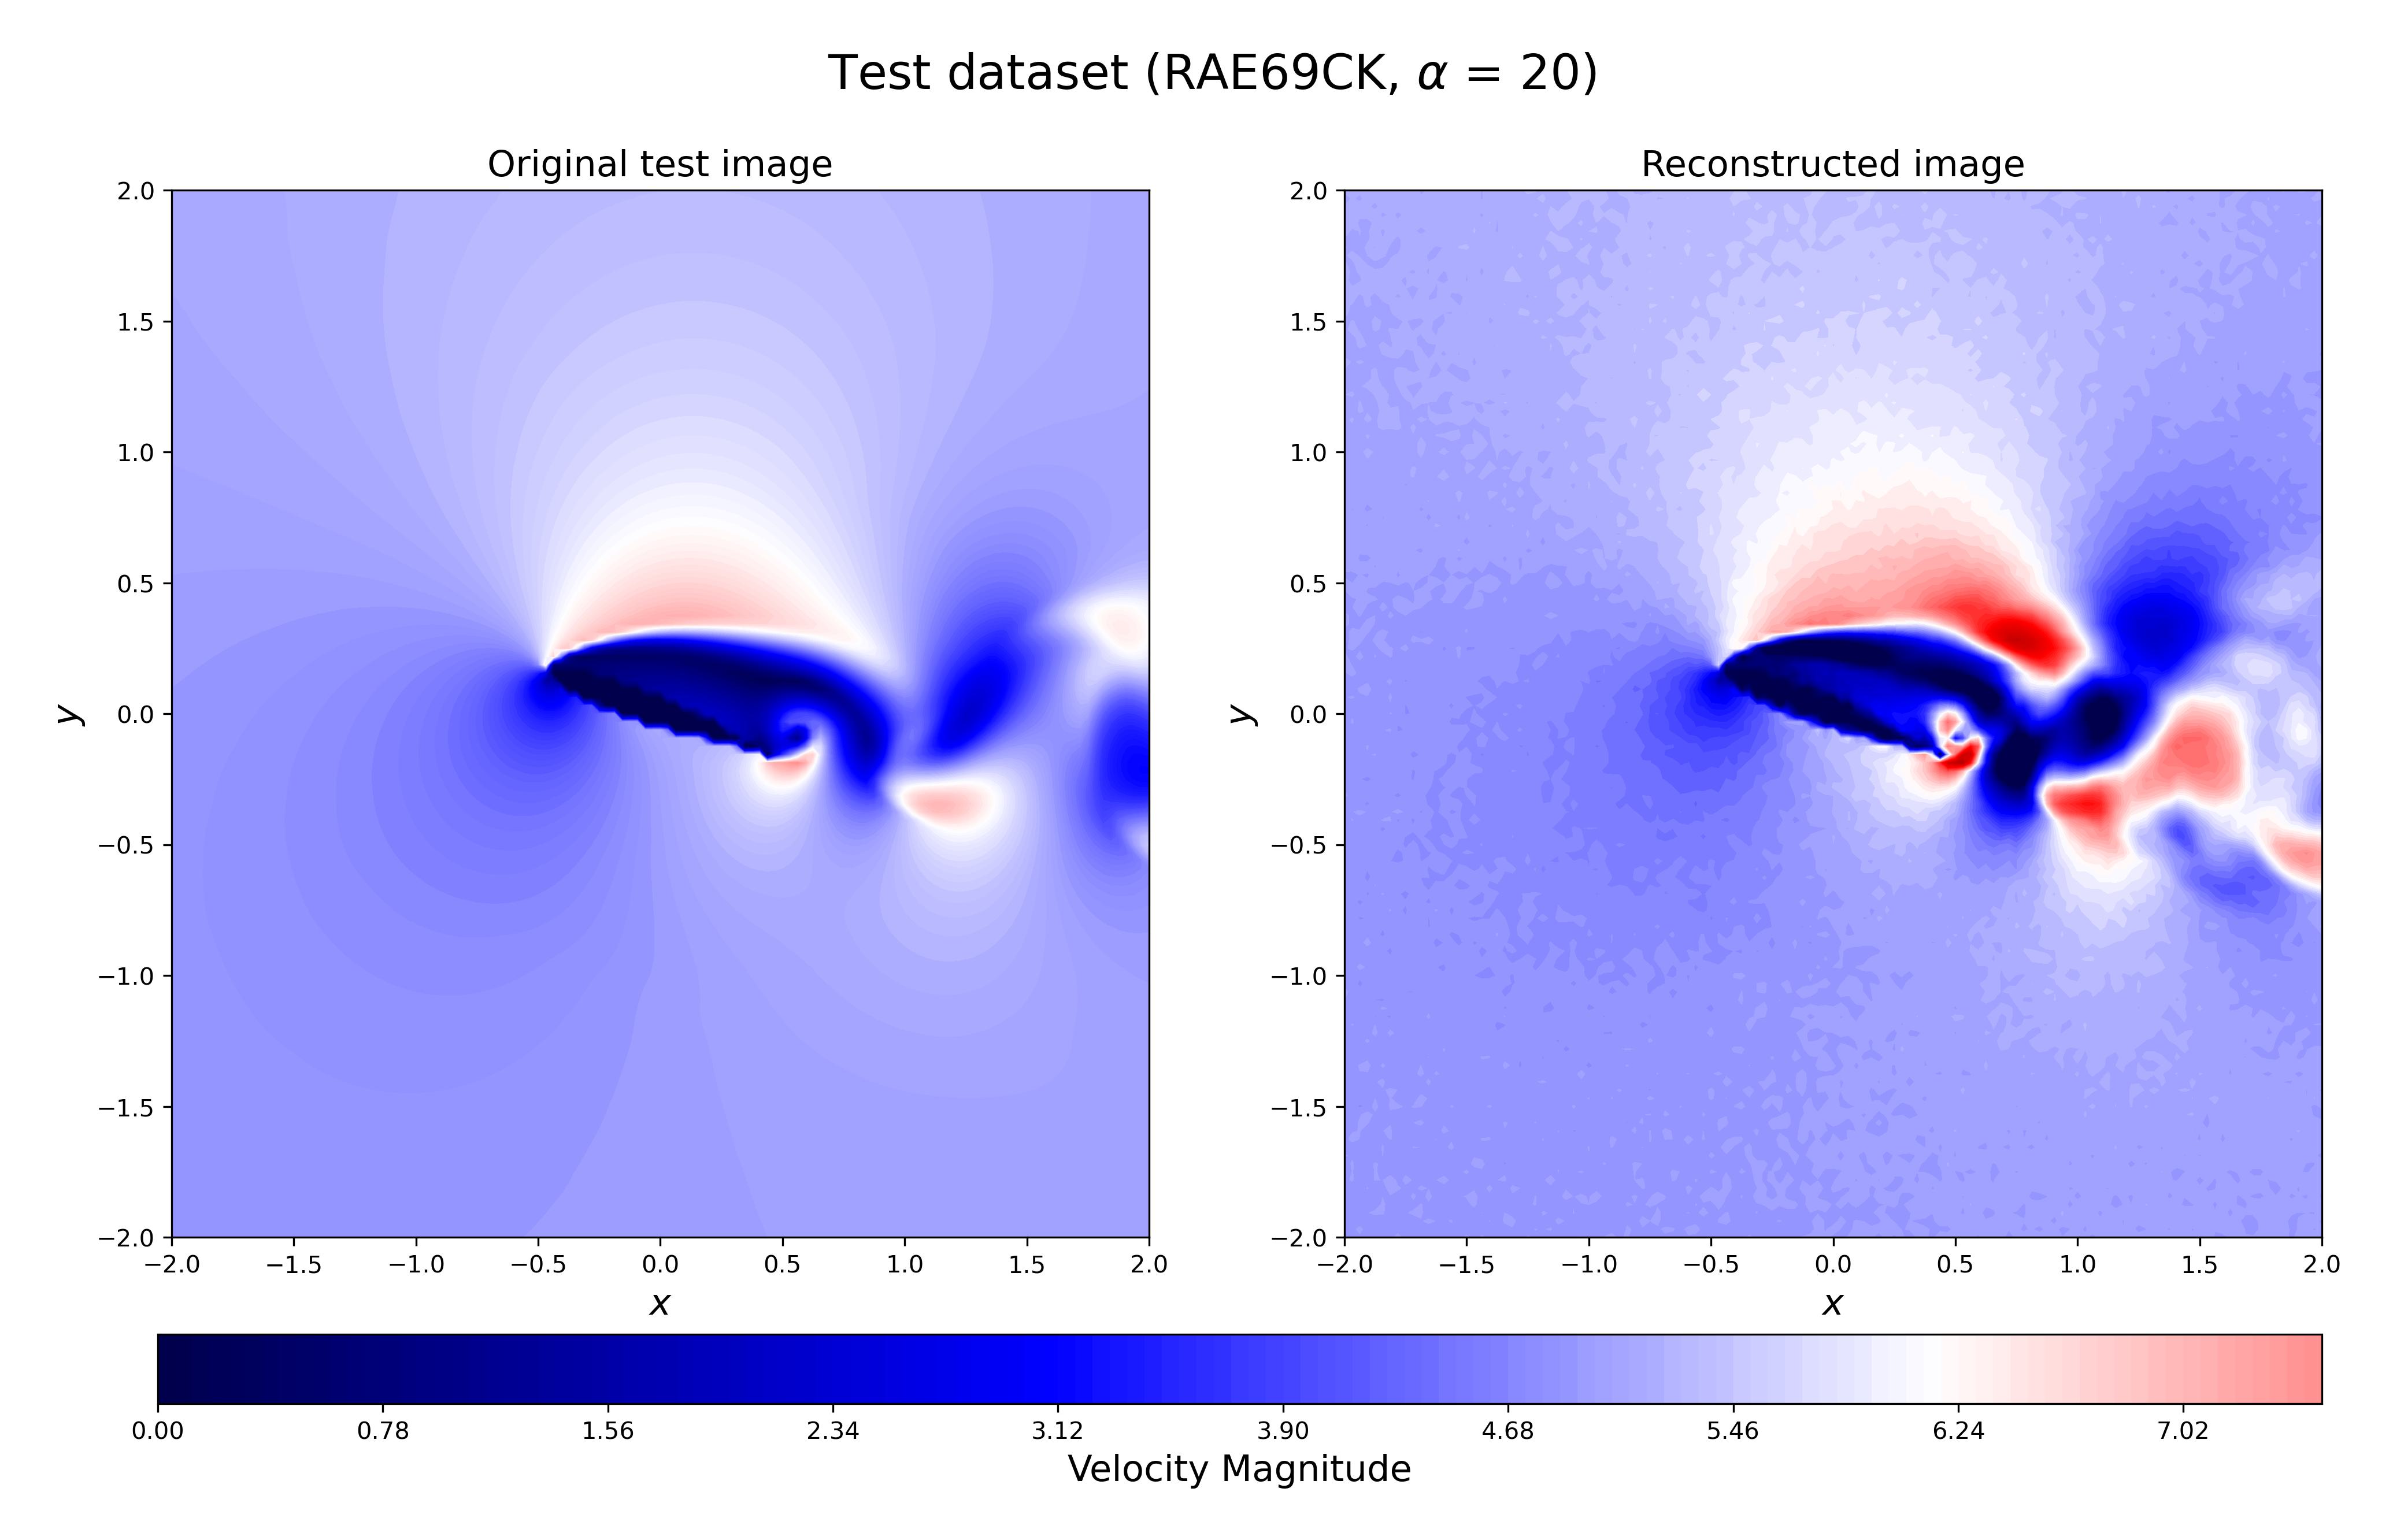 Test dataset (RAE69CK, α = 20)
Original test image
Reconstructed image
2.0
1.5
1.0
0.5
0.0
−0.5
−1.0
−1.5
−2.0
y
−2.0 −1.5 −1.0 −0.5 0.0 0.5 1.0 1.5 2.0
x
2.0
1.5
1.0
0.5
0.0
−0.5
−1.0
−1.5
−2.0
y
−2.0 −1.5 −1.0 −0.5 0.0 0.5 1.0 1.5 2.0
x
0.00 0.78 1.56 2.34 3.12 3.90 4.68 5.46 6.24 7.02
Velocity Magnitude